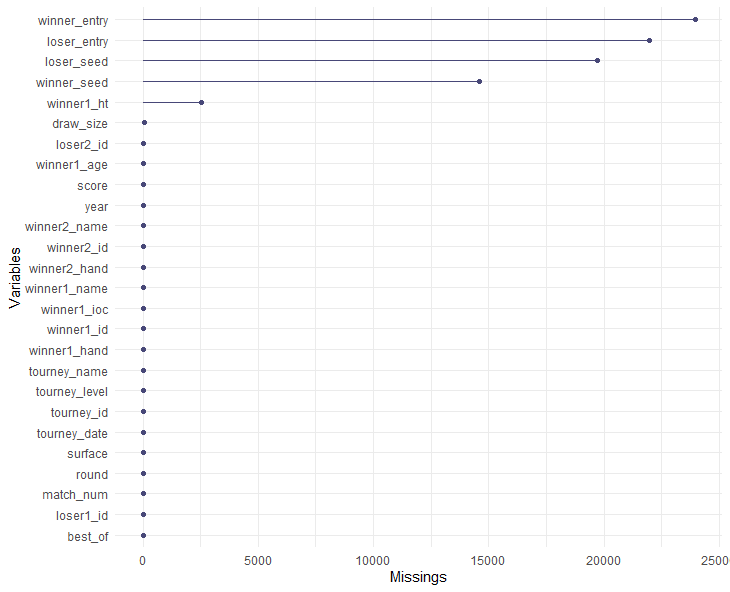 winner_entry
loser_entry
loser_seed
winner_seed
winner1_ht
draw_size
loser2_id
winner1_age
score
year
winner2_name
winner2_id
winner2_hand
winner1_name
winner1_ioc
winner1_id
winner1_hand
tourney_name
tourney_level
tourney_id
tourney_date
surface
round
match_num
loser1_id
best_of
Variables
0 5000 10000 15000 20000 2500
Missings